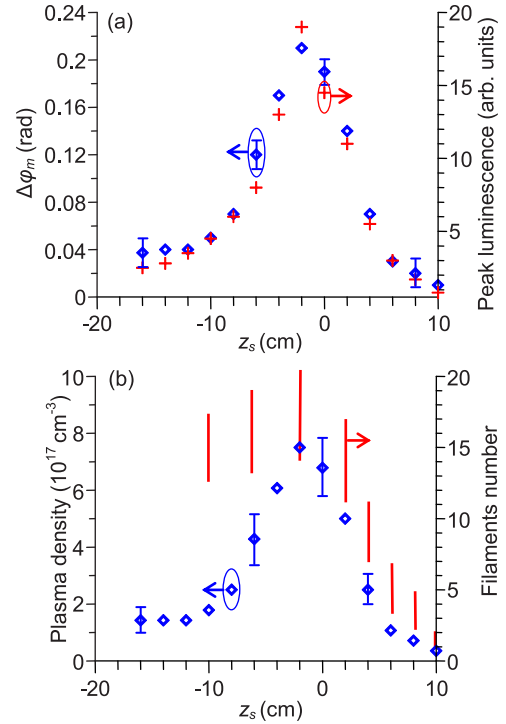 (a)
0.24
0.20
0.16
0.12
0.08
0.04
0
Δφm (rad)
20
15
10
5
0
Peak luminescence (arb. units)
-20 -10 0 10
zs (cm)
(b)
10
8
6
4
2
0
Plasma density (10¹⁷ cm⁻³)
20
15
10
5
0
Filaments number
-20 -10 0 10
zs (cm)